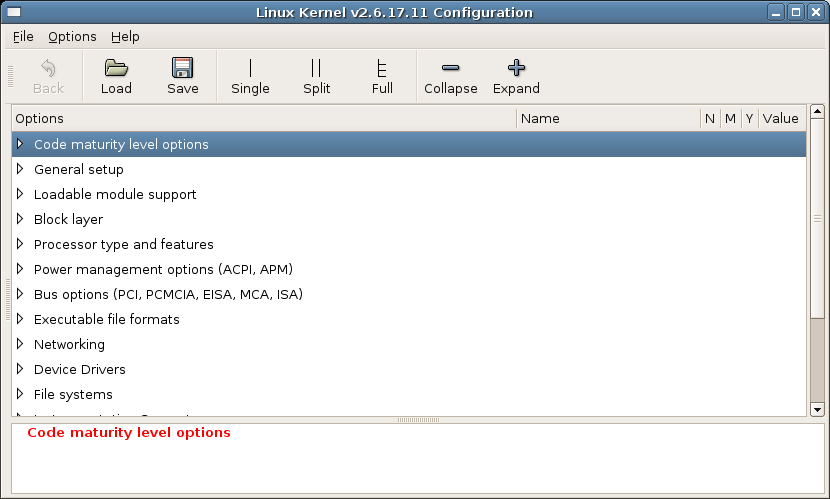 Linux Kernel v2.6.17.11 Configuration
File Options Help
Back Load Save Single Split Full Collapse Expand
Options Name N M Y Value
Code maturity level options
General setup
Loadable module support
Block layer
Processor type and features
Power management options (ACPI, APM)
Bus options (PCI, PCMCIA, EISA, MCA, ISA)
Executable file formats
Networking
Device Drivers
File systems
Code maturity level options